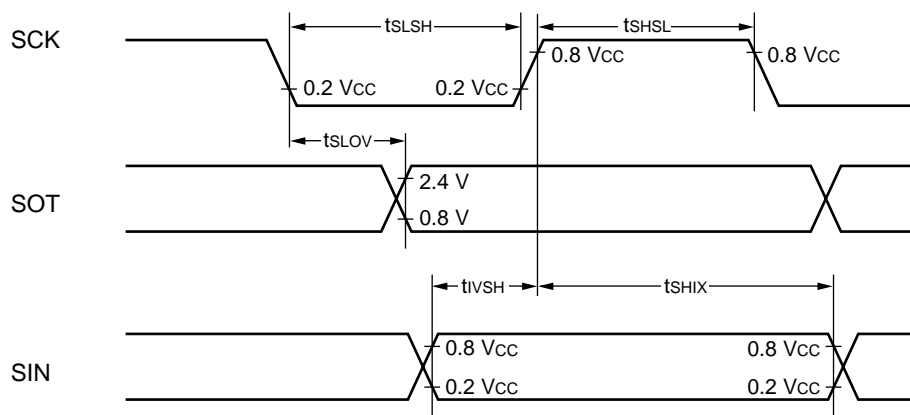 tSLSH tSHSL
SCK
0.8 VCC 0.8 VCC
0.2 VCC 0.2 VCC
tSLOV
2.4 V
SOT
0.8 V
tIVSH tSHIX
0.8 VCC 0.8 VCC
SIN
0.2 VCC 0.2 VCC